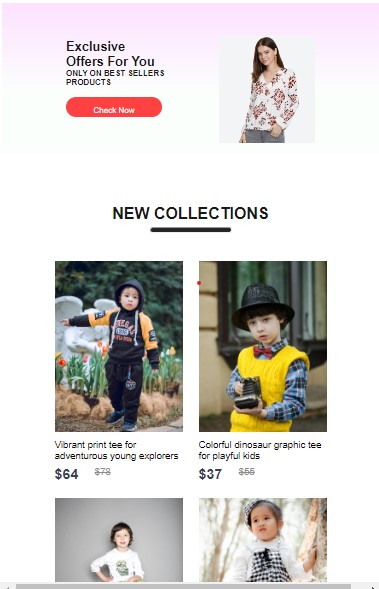 Exclusive
Offers For You
ONLY ON BEST SELLERS
PRODUCTS
Check Now
NEW COLLECTIONS
Vibrant print tee for
adventurous young explorers
$64 $78
Colorful dinosaur graphic tee
for playful kids
$37 $55